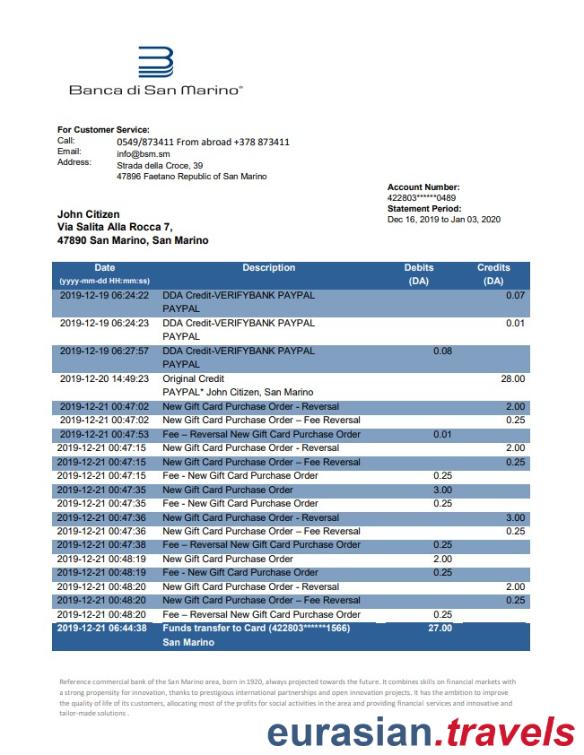 Banca di San Marino®
For Customer Service:
Call: 0549/873411 From abroad +378 873411
Email: info@bsm.sm
Address: Strada della Croce, 39
47896 Faetano Republic of San Marino
Account Number:
422803******0489
Statement Period:
Dec 16, 2019 to Jan 03, 2020
John Citizen
Via Salita Alla Rocca 7,
47890 San Marino, San Marino
Date Description Debits Credits
(yyyy-mm-dd HH:mm:ss) (DA) (DA)
2019-12-19 06:24:22 DDA Credit-VERIFYBANK PAYPAL 0.07
PAYPAL
2019-12-19 06:24:23 DDA Credit-VERIFYBANK PAYPAL 0.01
PAYPAL
2019-12-19 06:27:57 DDA Credit-VERIFYBANK PAYPAL 0.08
PAYPAL
2019-12-20 14:49:23 Original Credit 28.00
PAYPAL* John Citizen, San Marino
2019-12-21 00:47:02 New Gift Card Purchase Order - Reversal 2.00
2019-12-21 00:47:02 New Gift Card Purchase Order – Fee Reversal 0.25
2019-12-21 00:47:53 Fee – Reversal New Gift Card Purchase Order 0.01
2019-12-21 00:47:15 New Gift Card Purchase Order - Reversal 2.00
2019-12-21 00:47:15 New Gift Card Purchase Order – Fee Reversal 0.25
2019-12-21 00:47:15 Fee - New Gift Card Purchase Order 0.25
2019-12-21 00:47:35 New Gift Card Purchase Order 3.00
2019-12-21 00:47:35 Fee - New Gift Card Purchase Order 0.25
2019-12-21 00:47:36 New Gift Card Purchase Order - Reversal 3.00
2019-12-21 00:47:36 New Gift Card Purchase Order – Fee Reversal 0.25
2019-12-21 00:47:38 Fee – Reversal New Gift Card Purchase Order 0.25
2019-12-21 00:48:19 New Gift Card Purchase Order 2.00
2019-12-21 00:48:19 Fee - New Gift Card Purchase Order 0.25
2019-12-21 00:48:20 New Gift Card Purchase Order - Reversal 2.00
2019-12-21 00:48:20 New Gift Card Purchase Order – Fee Reversal 0.25
2019-12-21 00:48:20 Fee – Reversal New Gift Card Purchase Order 0.25
2019-12-21 06:44:38 Funds transfer to Card (422803******1566) 27.00
San Marino
Reference commercial bank of the San Marino area, born in 1920, always projected towards the future. It combines skills on financial markets with
a strong propensity for innovation, thanks to prestigious international partnerships and open innovation projects. It has the ambition to improve
the quality of life of its customers, allocating most of the profits for social activities in the area and providing financial services and innovative and
tailor-made solutions .
eurasian.travels